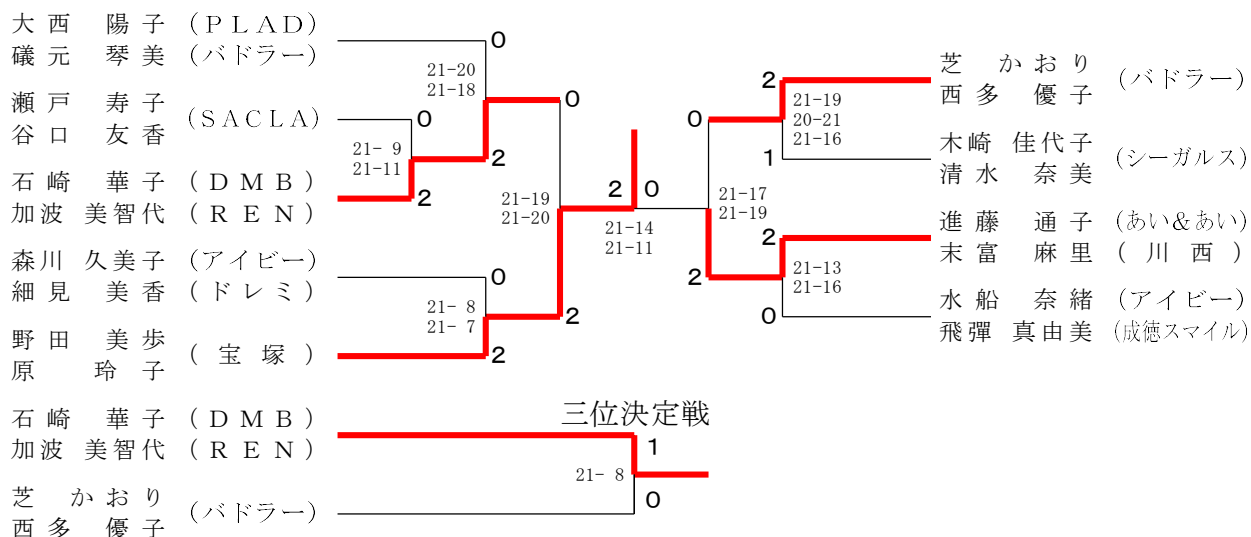 大西 陽子 (PLAD)
礒元 琴美 (バドラー)
瀬戸 寿子
谷口 友香
(SACLA)
石崎 華子 (DMB)
加波 美智代 (REN)
森川 久美子 (アイビー)
細見 美香 (ドレミ)
野田 美歩
原 玲子
(宝塚)
0
21-20
21-18
2
0
21- 9
21-11
2
0
21- 8
21- 7
2
0
21-19
21-20
2
2 0
21-14
21-11
0
21-17
21-19
2
2
21-19
20-21
21-16
1
2
21-13
21-16
0
芝 かおり
西多 優子
(バドラー)
木崎 佳代子
清水 奈美
(シーガルス)
進藤 通子 (あい&あい)
末富 麻里 (川西)
水船 奈緒 (アイビー)
飛彈 真由美 (成徳スマイル)
三位決定戦
石崎 華子 (DMB)
加波 美智代 (REN)
1
21- 8
0
芝 かおり
西多 優子
(バドラー)